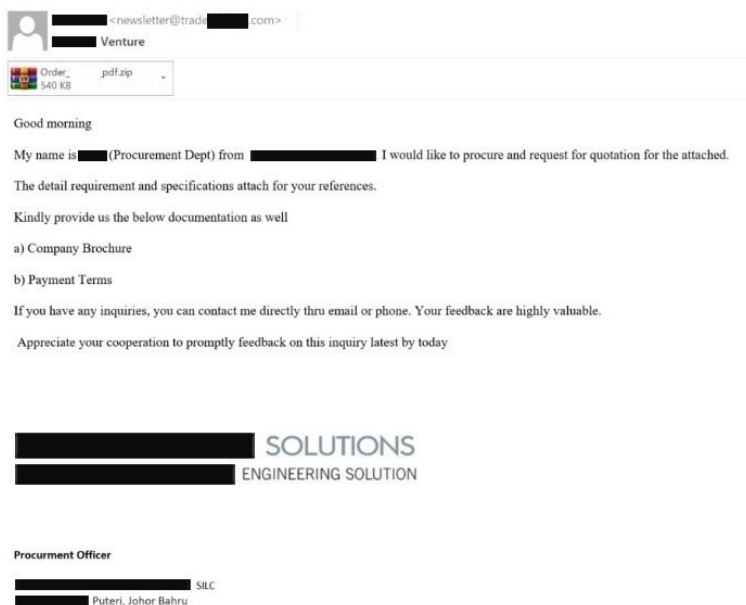 <newsletter@trade .com>
Venture
Order_ pdf.zip
540 KB
Good morning
My name is (Procurement Dept) from I would like to procure and request for quotation for the attached.
The detail requirement and specifications attach for your references.
Kindly provide us the below documentation as well
a) Company Brochure
b) Payment Terms
If you have any inquiries, you can contact me directly thru email or phone. Your feedback are highly valuable.
Appreciate your cooperation to promptly feedback on this inquiry latest by today
SOLUTIONS
ENGINEERING SOLUTION
Procurment Officer
SILC
Puteri, Johor Bahru